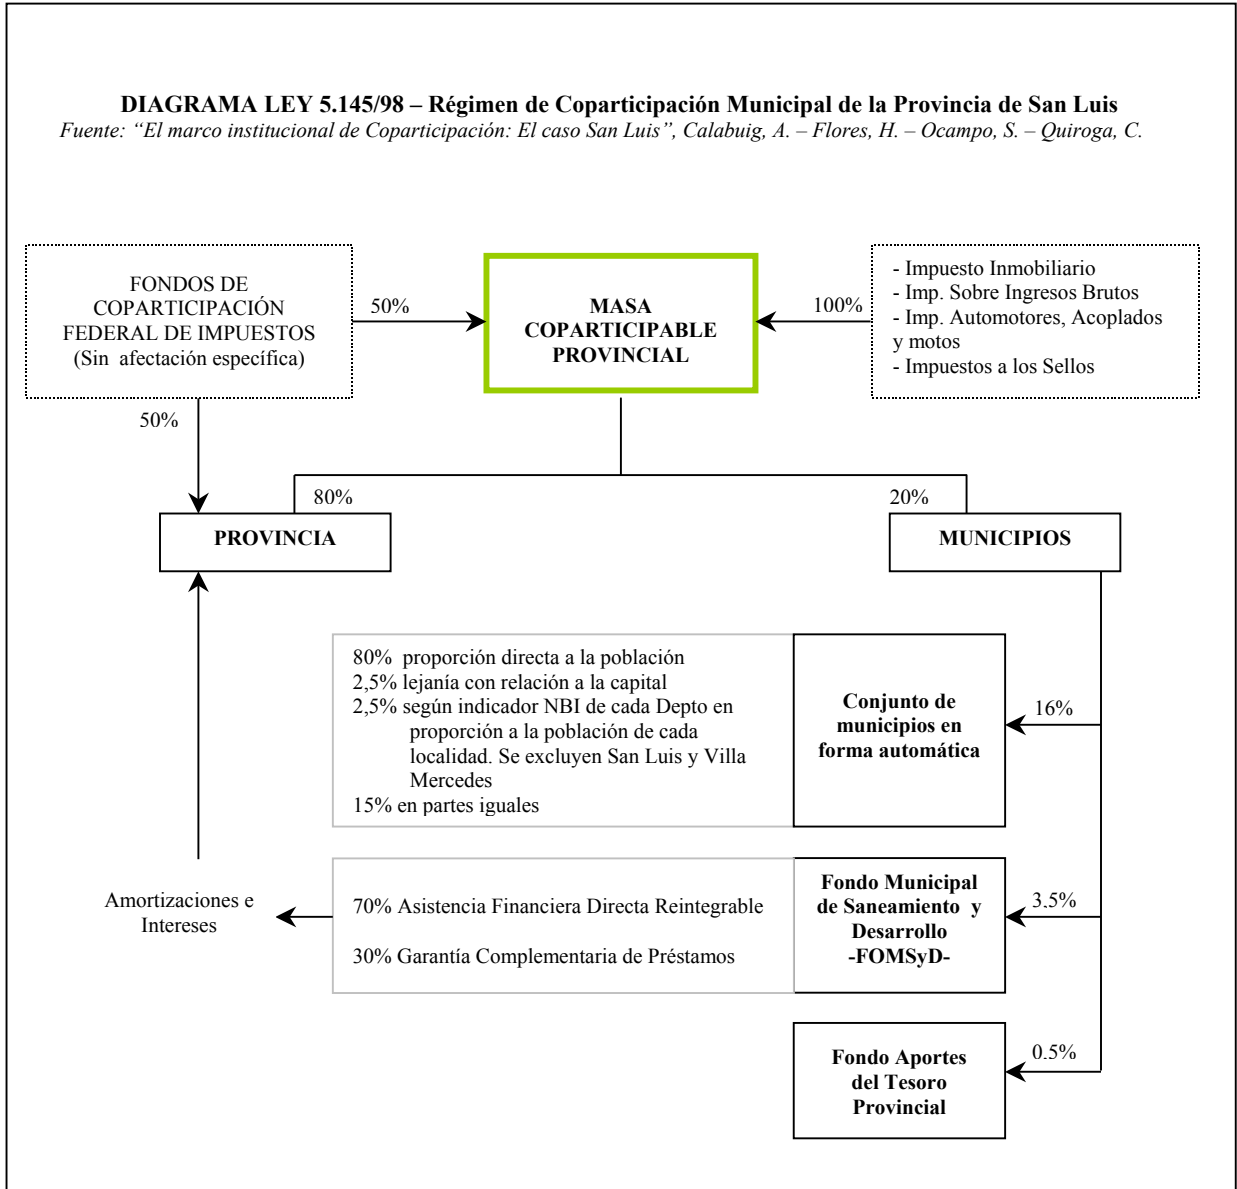 DIAGRAMA LEY 5.145/98 – Régimen de Coparticipación Municipal de la Provincia de San Luis
Fuente: “El marco institucional de Coparticipación: El caso San Luis”, Calabuig, A. – Flores, H. – Ocampo, S. – Quiroga, C.
FONDOS DE
COPARTICIPACIÓN
FEDERAL DE IMPUESTOS
(Sin afectación específica)
50%
MASA
COPARTICIPABLE
PROVINCIAL
100%
- Impuesto Inmobiliario
- Imp. Sobre Ingresos Brutos
- Imp. Automotores, Acoplados
y motos
- Impuestos a los Sellos
50%
80%
20%
PROVINCIA
MUNICIPIOS
80% proporción directa a la población
2,5% lejanía con relación a la capital
2,5% según indicador NBI de cada Depto en
proporción a la población de cada
localidad. Se excluyen San Luis y Villa
Mercedes
15% en partes iguales
Conjunto de
municipios en
forma automática
16%
Amortizaciones e
Intereses
70% Asistencia Financiera Directa Reintegrable
30% Garantía Complementaria de Préstamos
Fondo Municipal
de Saneamiento y
Desarrollo
-FOMSyD-
3.5%
Fondo Aportes
del Tesoro
Provincial
0.5%